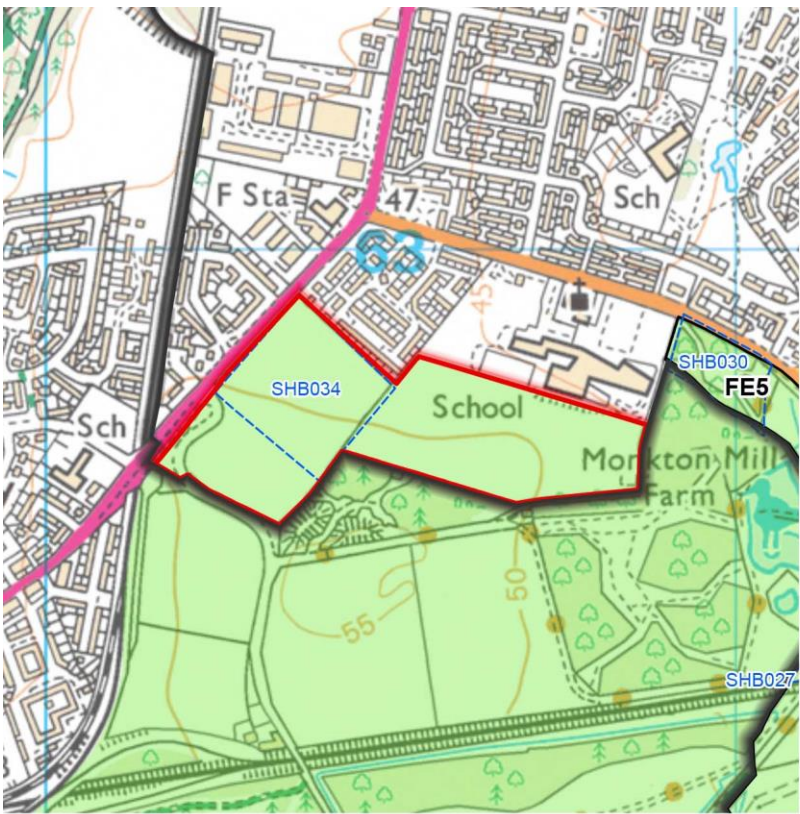 F Sta
47
Sch
63
45
SHB030
FE5
SHB034
School
Sch
Monkton Mill
Farm
50
55
SHB027